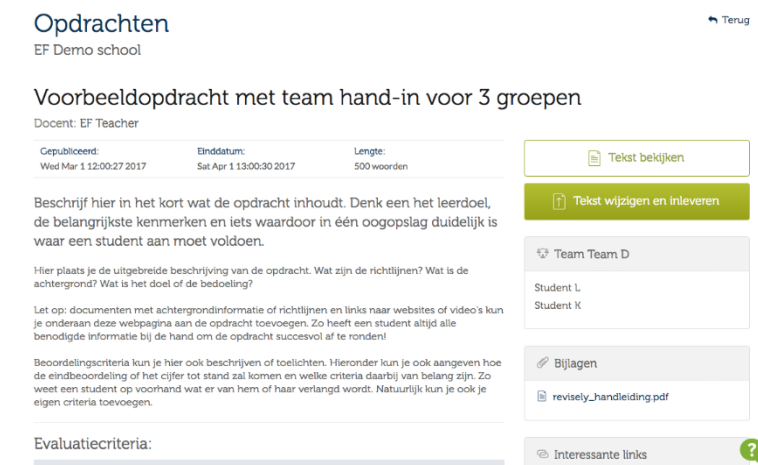 Opdrachten
Terug
EF Demo school
Voorbeeldopdracht met team hand-in voor 3 groepen
Docent: EF Teacher
Gepubliceerd: Einddatum: Lengte:
Wed Mar 1 12:00:27 2017 Sat Apr 1 13:00:30 2017 500 woorden
Beschrijf hier in het kort wat de opdracht inhoudt. Denk een het leerdoel,
de belangrijkste kenmerken en iets waardoor in één oogopslag duidelijk is
waar een student aan moet voldoen.
Hier plaats je de uitgebreide beschrijving van de opdracht. Wat zijn de richtlijnen? Wat is de
achtergrond? Wat is het doel of de bedoeling?
Let op: documenten met achtergrondinformatie of richtlijnen en links naar websites of video's kun
je onderaan deze webpagina aan de opdracht toevoegen. Zo heeft een student altijd alle
benodigde informatie bij de hand om de opdracht succesvol af te ronden!
Beoordelingscriteria kun je hier ook beschrijven of toelichten. Hieronder kun je ook aangeven hoe
de eindbeoordeling of het cijfer tot stand zal komen en welke criteria daarbij van belang zijn. Zo
weet een student op voorhand wat er van hem of haar verlangd wordt. Natuurlijk kun je ook je
eigen criteria toevoegen.
Evaluatiecriteria:
Tekst bekijken
Tekst wijzigen en inleveren
Team Team D
Student L
Student K
Bijlagen
revisely_handleiding.pdf
Interessante links
?